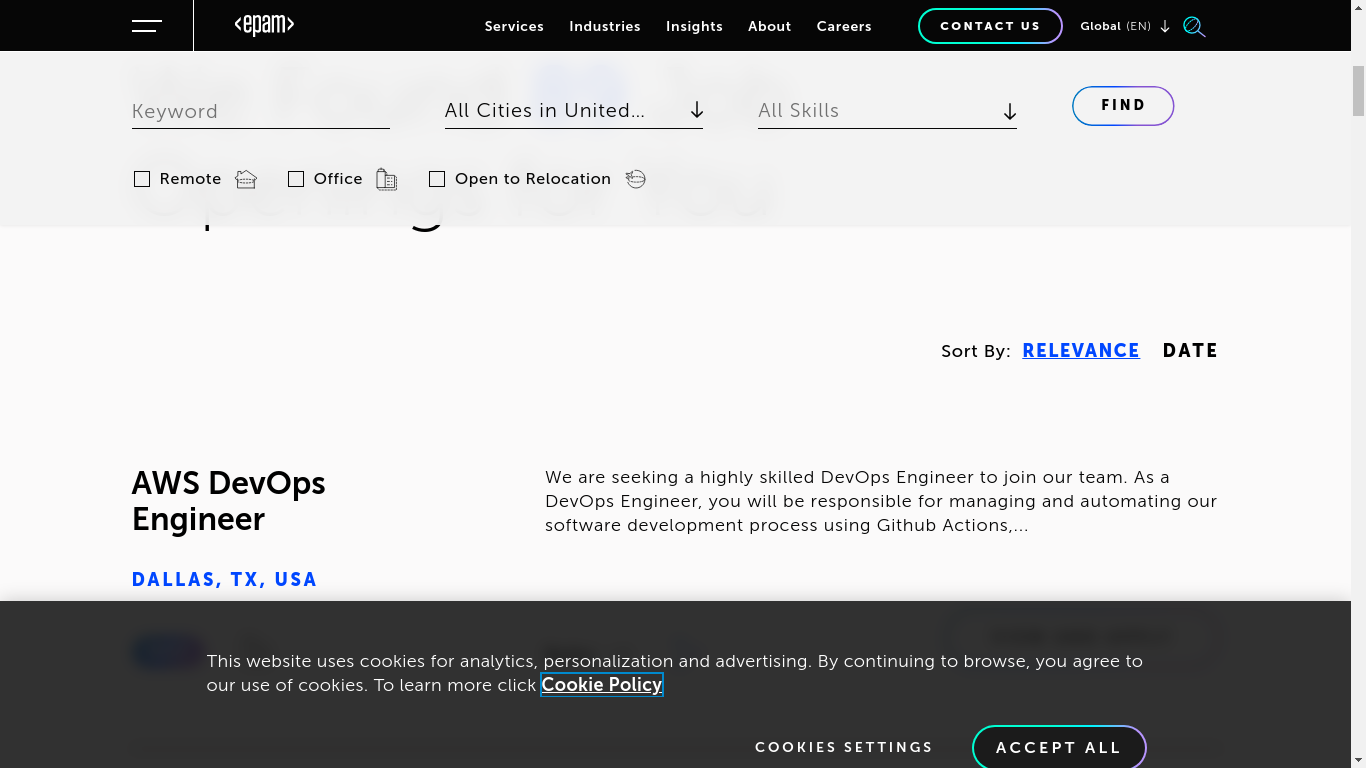 <epam>
Services Industries Insights About Careers CONTACT US Global (EN)
Keyword All Cities in United... All Skills FIND
Remote Office Open to Relocation
Sort By: RELEVANCE DATE
AWS DevOps
Engineer
We are seeking a highly skilled DevOps Engineer to join our team. As a
DevOps Engineer, you will be responsible for managing and automating our
software development process using Github Actions,...
DALLAS, TX, USA
This website uses cookies for analytics, personalization and advertising. By continuing to browse, you agree to
our use of cookies. To learn more click Cookie Policy
COOKIES SETTINGS ACCEPT ALL